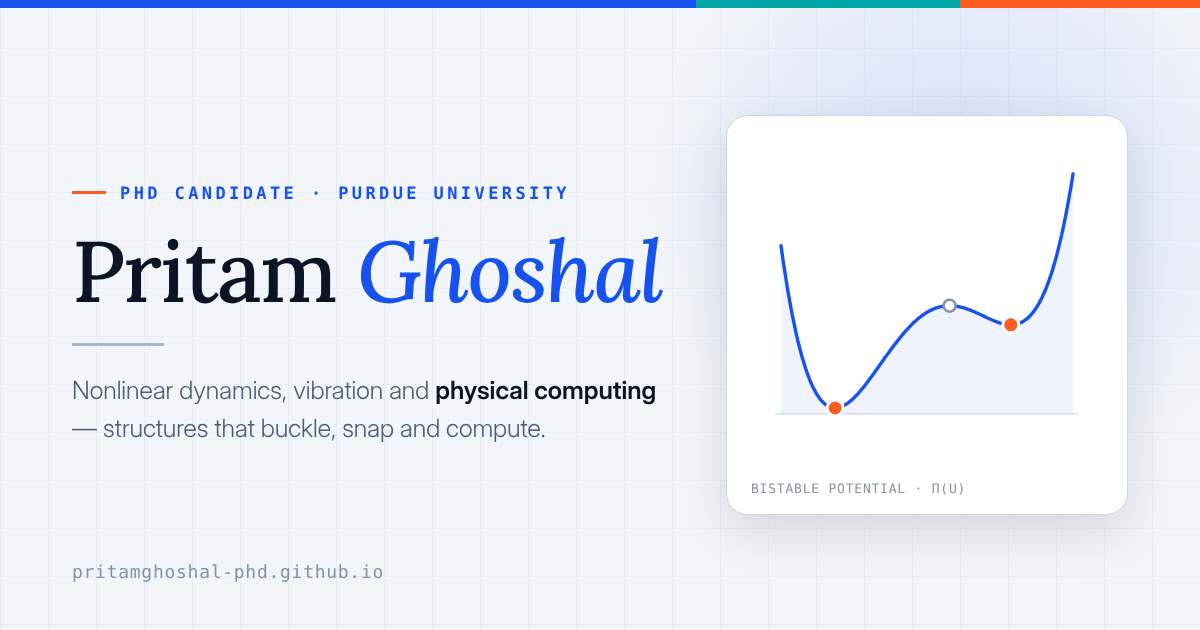 PHD CANDIDATE · PURDUE UNIVERSITY
Pritam Ghoshal
Nonlinear dynamics, vibration and physical computing
— structures that buckle, snap and compute.
BISTABLE POTENTIAL · Π(U)
pritamghoshal-phd.github.io